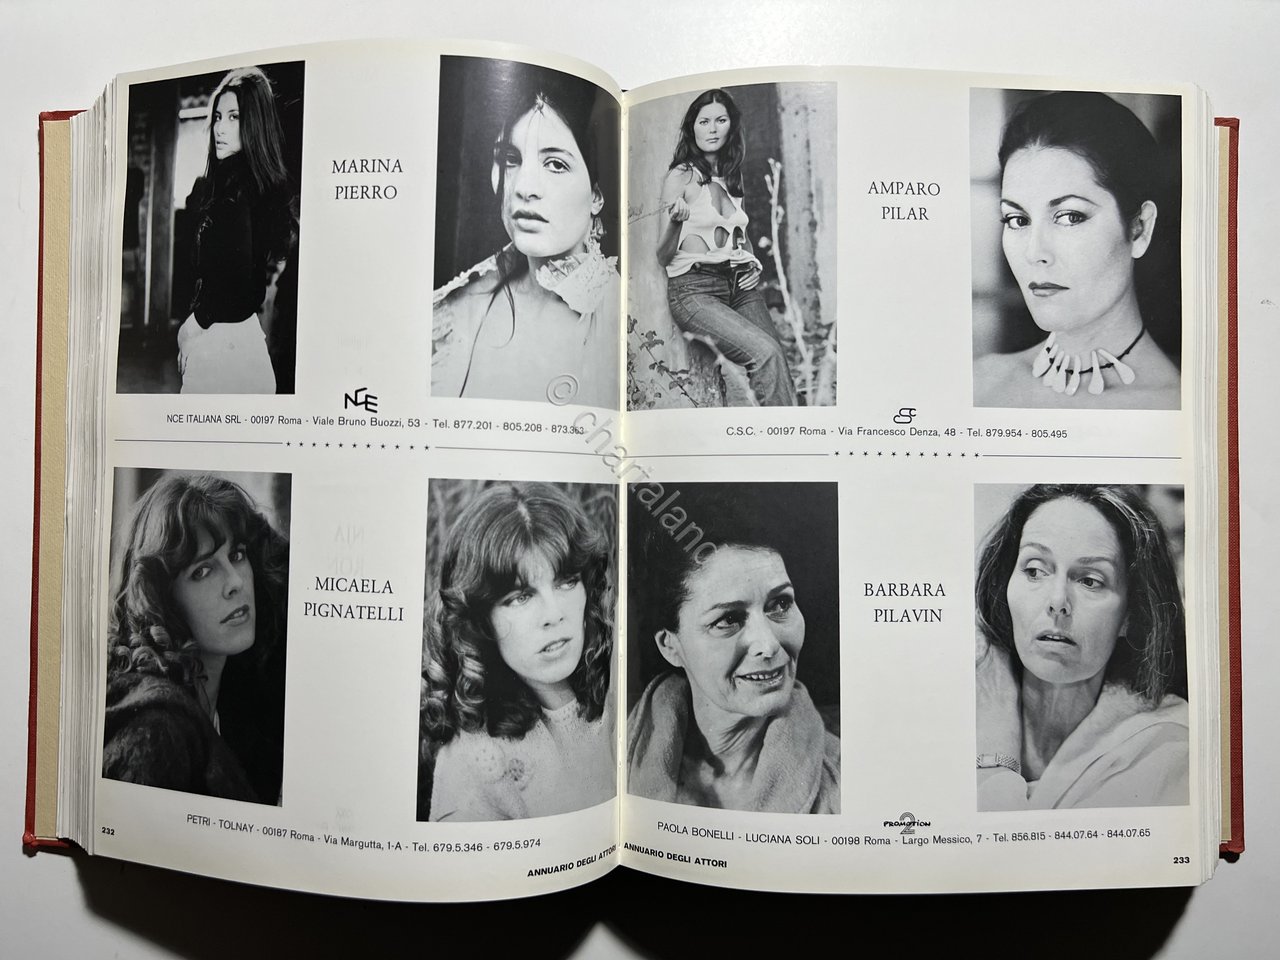 MARINA
PIERRO
NCE
NCE ITALIANA SRL - 00197 Roma - Viale Bruno Buozzi, 53 - Tel. 877.201 - 805.208 - 873.363
MICAELA
PIGNATELLI
PETRI - TOLNAY - 00187 Roma - Via Margutta, 1-A - Tel. 679.5.346 - 679.5.974
232
ANNUARIO DEGLI ATTORI
AMPARO
PILAR
C.S.C. - 00197 Roma - Via Francesco Denza, 48 - Tel. 879.954 - 805.495
BARBARA
PILAVIN
PROMOTION
2
PAOLA BONELLI - LUCIANA SOLI - 00198 Roma - Largo Messico, 7 - Tel. 856.815 - 844.07.64 - 844.07.65
ANNUARIO DEGLI ATTORI
233
© Chartaland